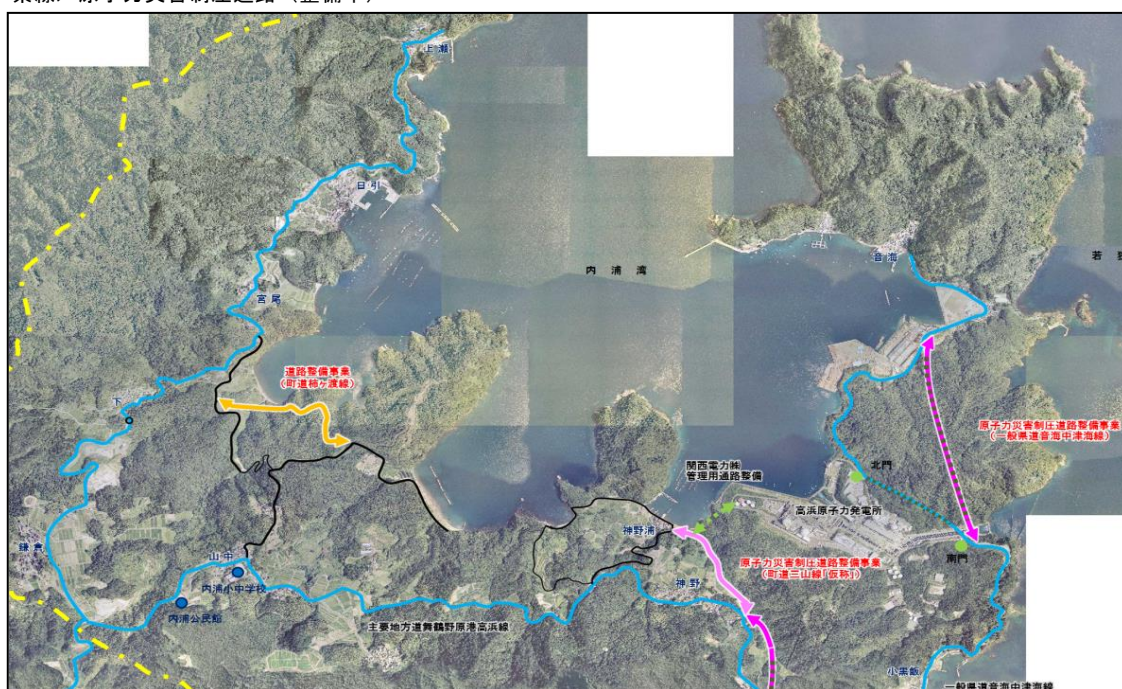 上瀬
日引
内浦湾
音海
宮尾
道路整備事業
(町道柿ヶ渡線)
下
原子力災害制圧道路整備事業
(一般県道音海中津海線)
関西電力㈱
管理用通路整備
北門
高浜原子力発電所
神野浦
鎌倉
山中
内浦小中学校
南門
原子力災害制圧道路整備事業
(町道三山線「仮称」)
神野
内浦公民館
主要地方道舞鶴野原港高浜線
小黒飯
一般県道音海中津海線